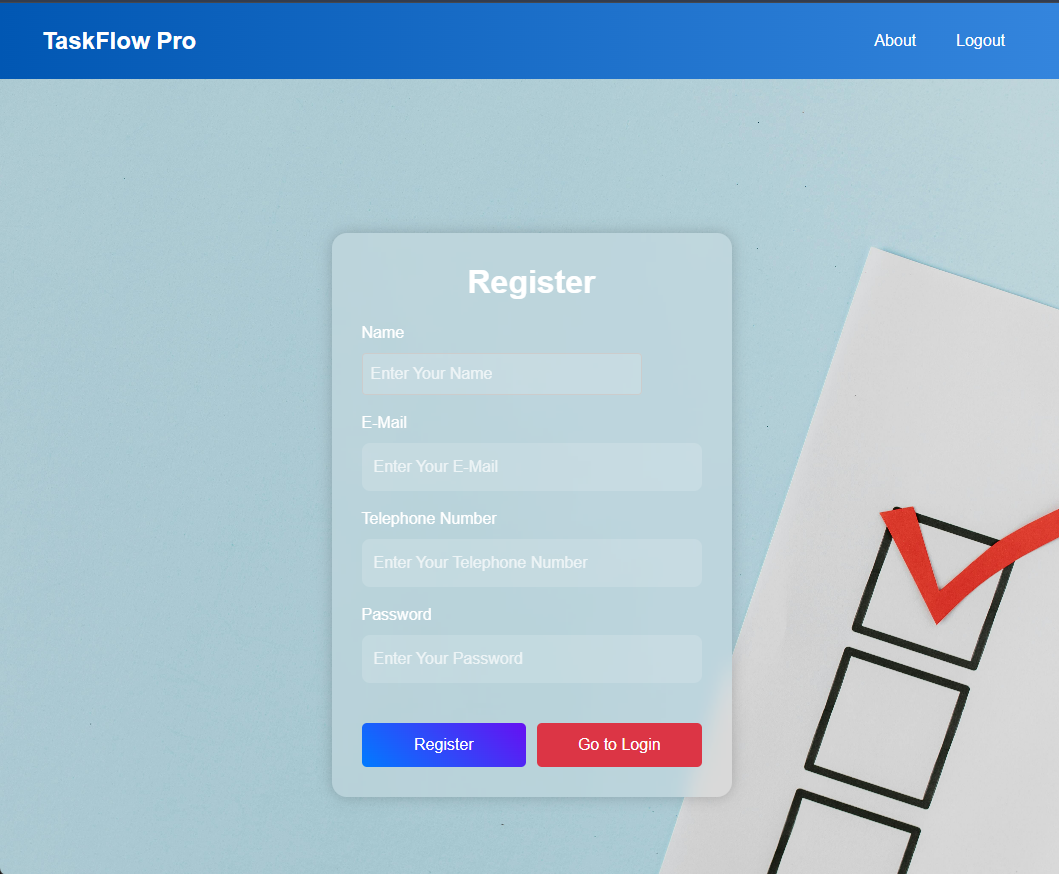 TaskFlow Pro
About Logout
Register
Name
Enter Your Name
E-Mail
Enter Your E-Mail
Telephone Number
Enter Your Telephone Number
Password
Enter Your Password
Register Go to Login